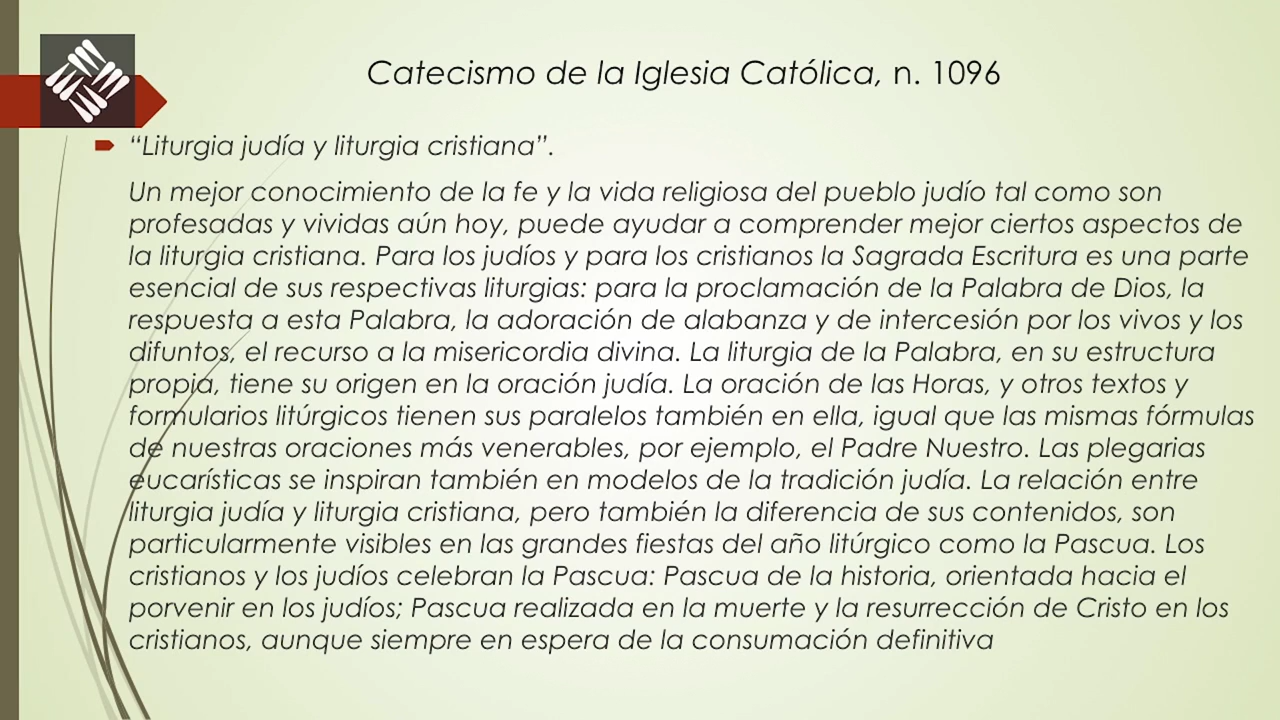 Catecismo de la Iglesia Católica, n. 1096
“Liturgia judía y liturgia cristiana”.
Un mejor conocimiento de la fe y la vida religiosa del pueblo judío tal como son
profesadas y vividas aún hoy, puede ayudar a comprender mejor ciertos aspectos de
la liturgia cristiana. Para los judíos y para los cristianos la Sagrada Escritura es una parte
esencial de sus respectivas liturgias: para la proclamación de la Palabra de Dios, la
respuesta a esta Palabra, la adoración de alabanza y de intercesión por los vivos y los
difuntos, el recurso a la misericordia divina. La liturgia de la Palabra, en su estructura
propia, tiene su origen en la oración judía. La oración de las Horas, y otros textos y
formularios litúrgicos tienen sus paralelos también en ella, igual que las mismas fórmulas
de nuestras oraciones más venerables, por ejemplo, el Padre Nuestro. Las plegarias
eucarísticas se inspiran también en modelos de la tradición judía. La relación entre
liturgia judía y liturgia cristiana, pero también la diferencia de sus contenidos, son
particularmente visibles en las grandes fiestas del año litúrgico como la Pascua. Los
cristianos y los judíos celebran la Pascua: Pascua de la historia, orientada hacia el
porvenir en los judíos; Pascua realizada en la muerte y la resurrección de Cristo en los
cristianos, aunque siempre en espera de la consumación definitiva